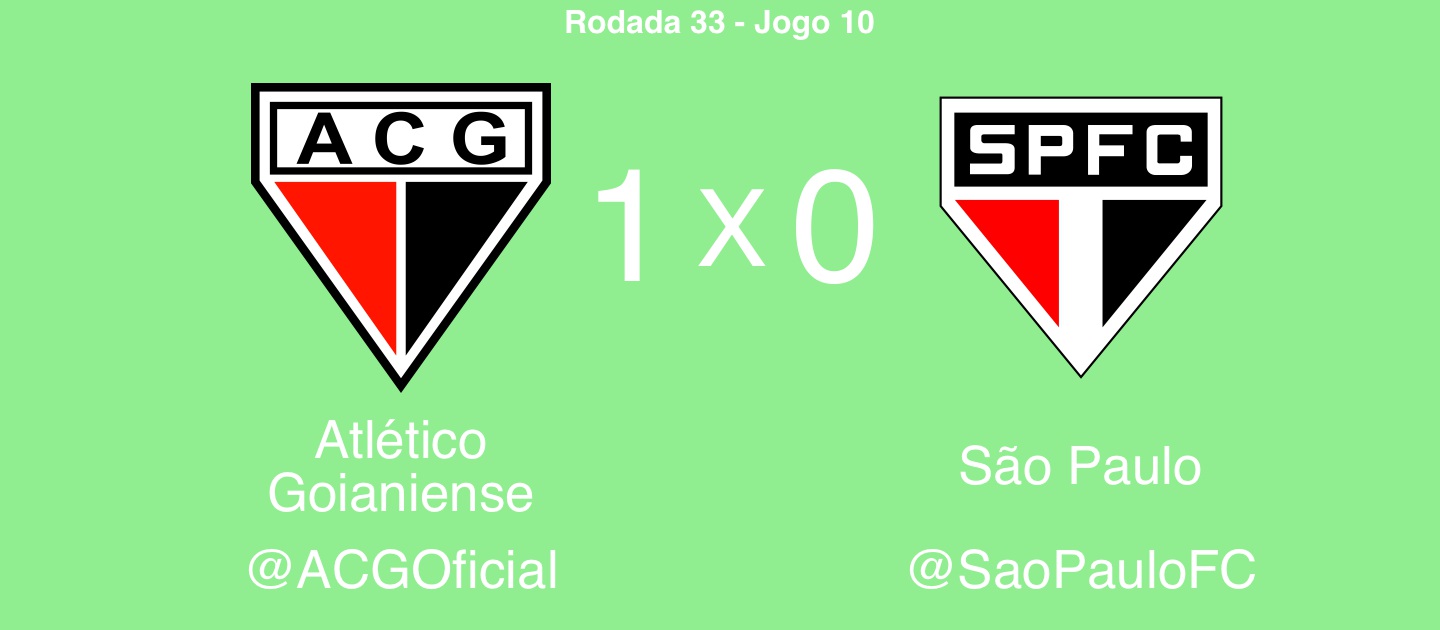 Rodada 33 - Jogo 10
ACG
SPFC
1 X 0
Atlético
Goianiense
São Paulo
@ACGOficial
@SaoPauloFC